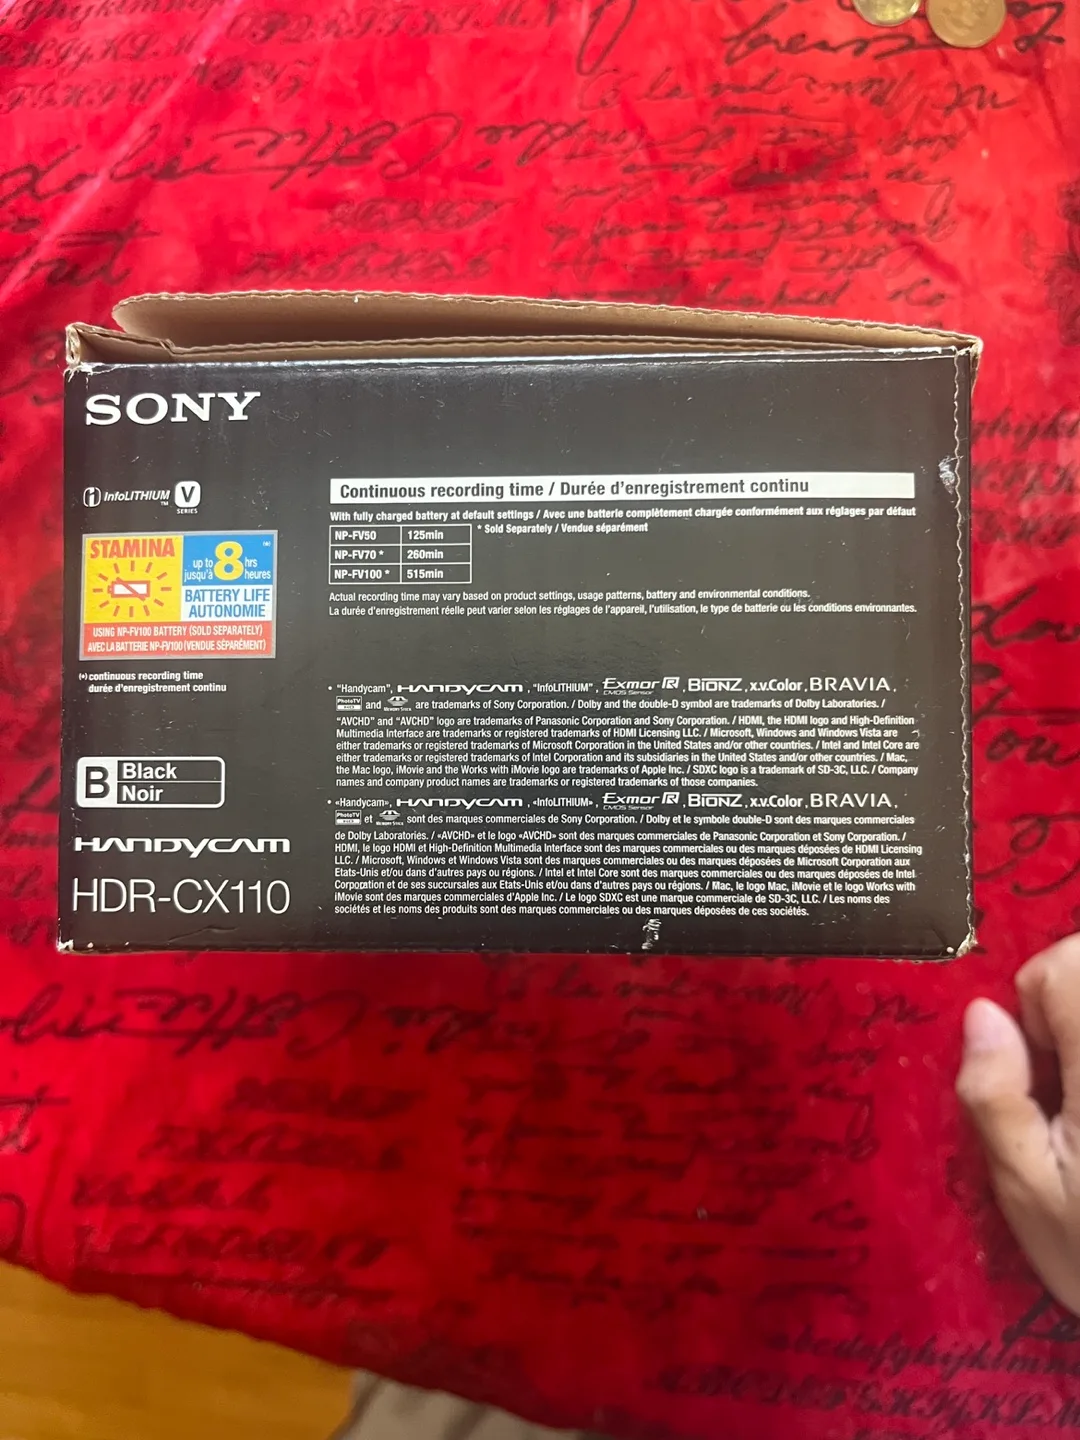 SONY
InfoLITHIUM™ V
SERIES
STAMINA
up to 8 hrs
jusqu'à heures
(*)
BATTERY LIFE
AUTONOMIE
USING NP-FV100 BATTERY (SOLD SEPARATELY)
AVEC LA BATTERIE NP-FV100 (VENDUE SÉPARÉMENT)
(*) continuous recording time
durée d'enregistrement continu
B Black
Noir
HANDYCAM
HDR-CX110
Continuous recording time / Durée d'enregistrement continu
With fully charged battery at default settings / Avec une batterie complètement chargée conformément aux réglages par défaut
NP-FV50 125min
* Sold Separately / Vendue séparément
NP-FV70 * 260min
NP-FV100 * 515min
Actual recording time may vary based on product settings, usage patterns, battery and environmental conditions.
La durée d'enregistrement réelle peut varier selon les réglages de l'appareil, l'utilisation, le type de batterie ou les conditions environnantes.
• "Handycam", HANDYCAM, "InfoLITHIUM", Exmor R CMOS Sensor, BIONZ, x.v.Color, BRAVIA,
PhotoTV HD and MEMORY STICK are trademarks of Sony Corporation. / Dolby and the double-D symbol are trademarks of Dolby Laboratories. /
"AVCHD" and "AVCHD" logo are trademarks of Panasonic Corporation and Sony Corporation. / HDMI, the HDMI logo and High-Definition
Multimedia Interface are trademarks or registered trademarks of HDMI Licensing LLC. / Microsoft, Windows and Windows Vista are
either trademarks or registered trademarks of Microsoft Corporation in the United States and/or other countries. / Intel and Intel Core are
either trademarks or registered trademarks of Intel Corporation and its subsidiaries in the United States and/or other countries. / Mac,
the Mac logo, iMovie and the Works with iMovie logo are trademarks of Apple Inc. / SDXC logo is a trademark of SD-3C, LLC. / Company
names and company product names are trademarks or registered trademarks of those companies.
• «Handycam», HANDYCAM, «InfoLITHIUM», Exmor R CMOS Sensor, BIONZ, x.v.Color, BRAVIA,
PhotoTV HD et MEMORY STICK sont des marques commerciales de Sony Corporation. / Dolby et le symbole double-D sont des marques commerciales
de Dolby Laboratories. / «AVCHD» et le logo «AVCHD» sont des marques commerciales de Panasonic Corporation et Sony Corporation. /
HDMI, le logo HDMI et High-Definition Multimedia Interface sont des marques commerciales ou des marques déposées de HDMI Licensing
LLC. / Microsoft, Windows et Windows Vista sont des marques commerciales ou des marques déposées de Microsoft Corporation aux
Etats-Unis et/ou dans d'autres pays ou régions. / Intel et Intel Core sont des marques commerciales ou des marques déposées de Intel
Corporation et de ses succursales aux Etats-Unis et/ou dans d'autres pays ou régions. / Mac, le logo Mac, iMovie et le logo Works with
iMovie sont des marques commerciales d'Apple Inc. / Le logo SDXC est une marque commerciale de SD-3C, LLC. / Les noms des
sociétés et les noms des produits sont des marques commerciales ou des marques déposées de ces sociétés.